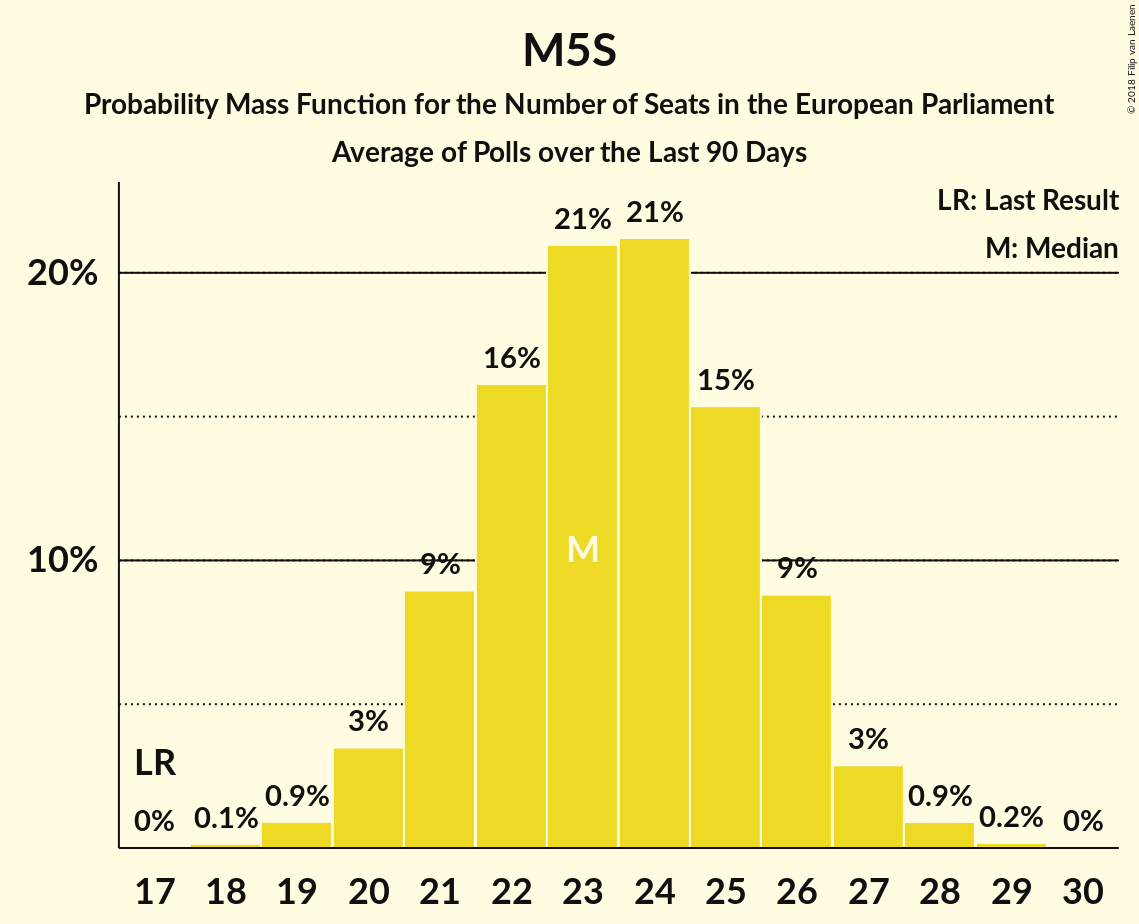 M5S
Probability Mass Function for the Number of Seats in the European Parliament
Average of Polls over the Last 90 Days
© 2018 Filip van Laenen
LR: Last Result
M: Median
20%
10%
LR
0%
0.1%
0.9%
3%
9%
16%
21%
21%
15%
9%
3%
0.9%
0.2%
0%
M
17 18 19 20 21 22 23 24 25 26 27 28 29 30